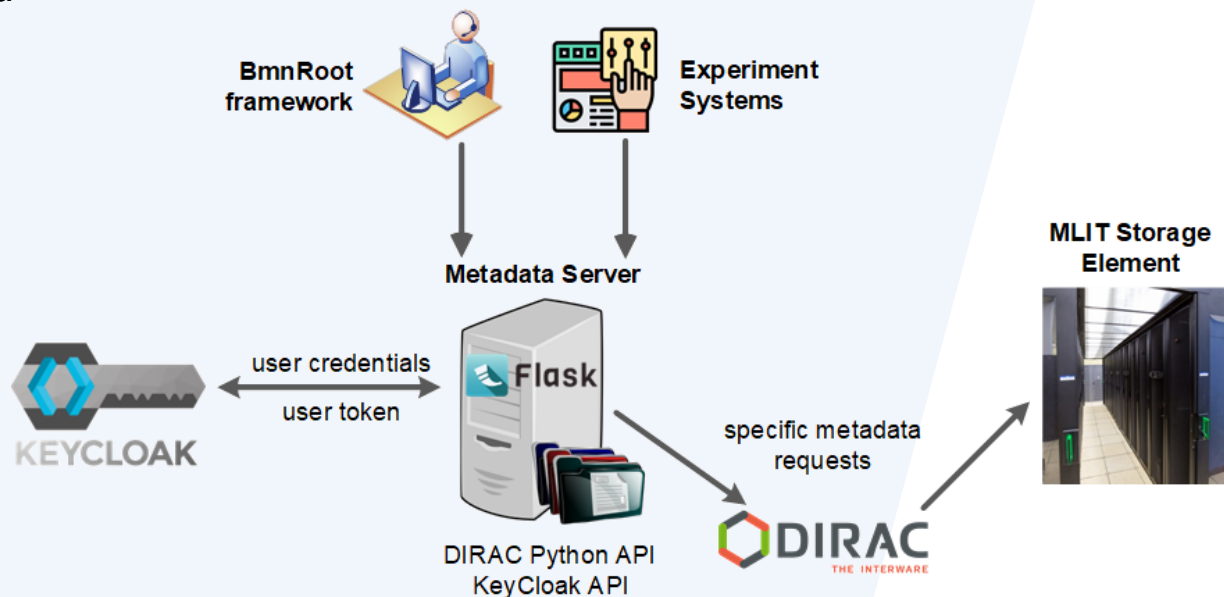 BmnRoot
framework
Experiment
Systems
MLIT Storage
Element
Metadata Server
Flask
user credentials
user token
KEYCLOAK
specific metadata
requests
DIRAC
THE INTERWARE
DIRAC Python API
KeyCloak API